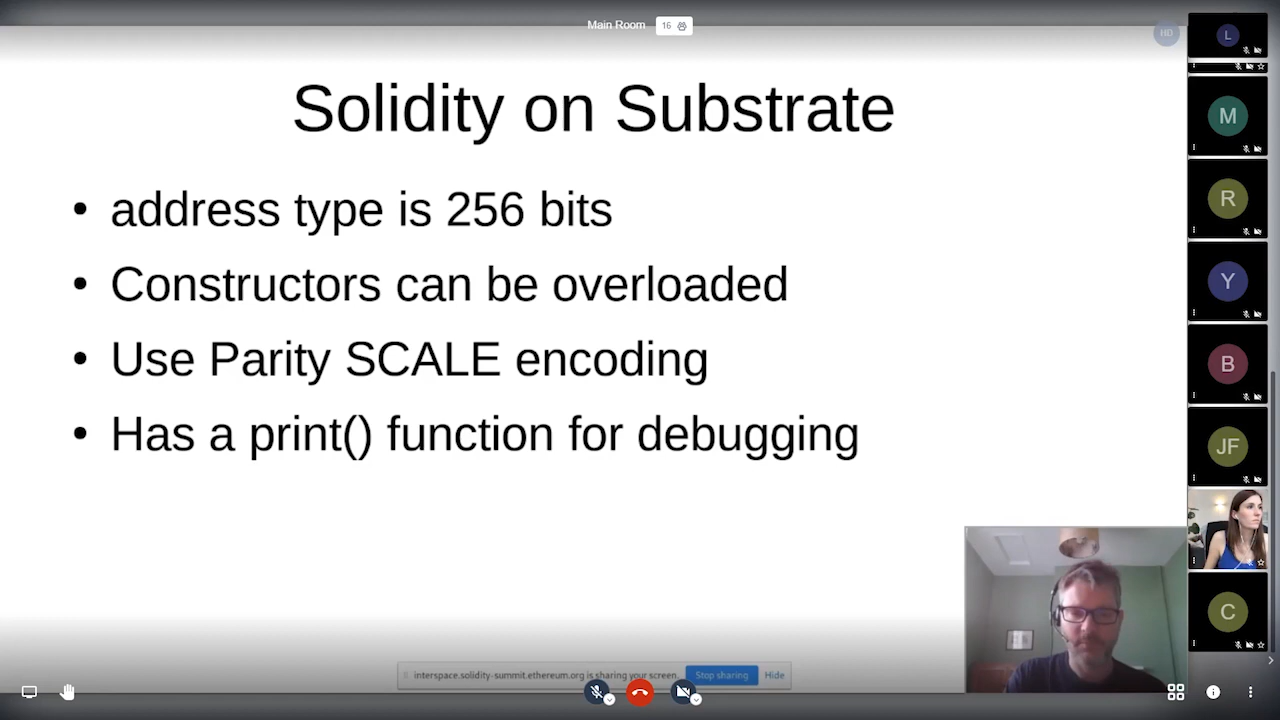 Main Room 16
HD
L
Solidity on Substrate
M
• address type is 256 bits
R
• Constructors can be overloaded
Y
• Use Parity SCALE encoding
B
• Has a print() function for debugging
JF
C
interspace.solidity-summit.ethereum.org is sharing your screen. Stop sharing Hide